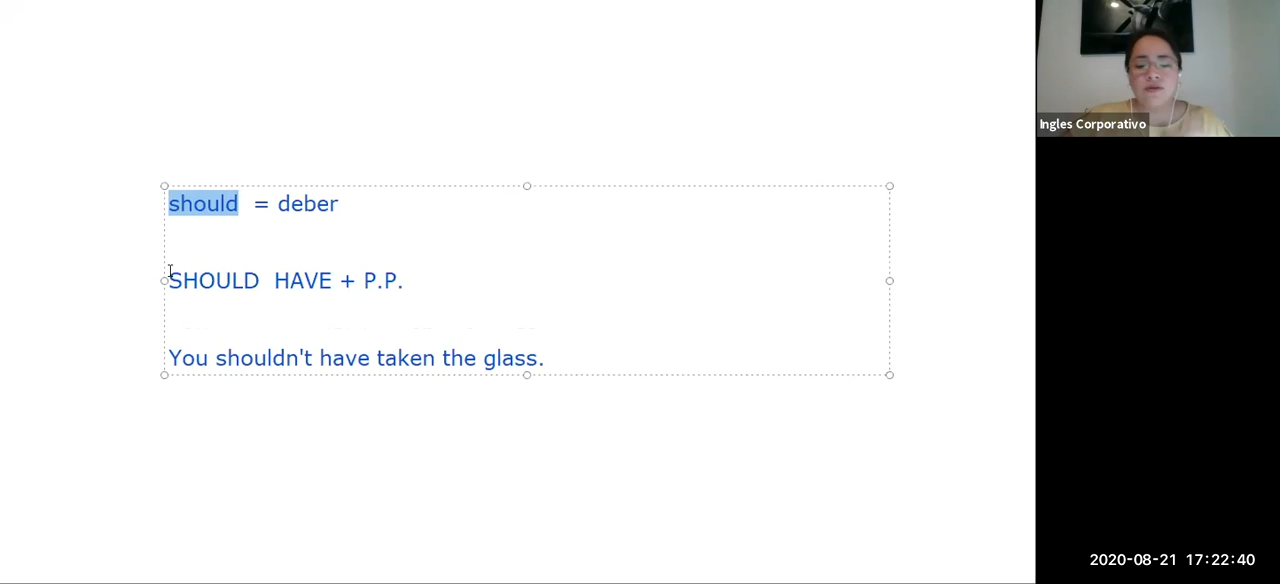 should = deber
SHOULD HAVE + P.P.
You shouldn't have taken the glass.
Ingles Corporativo
2020-08-21 17:22:40